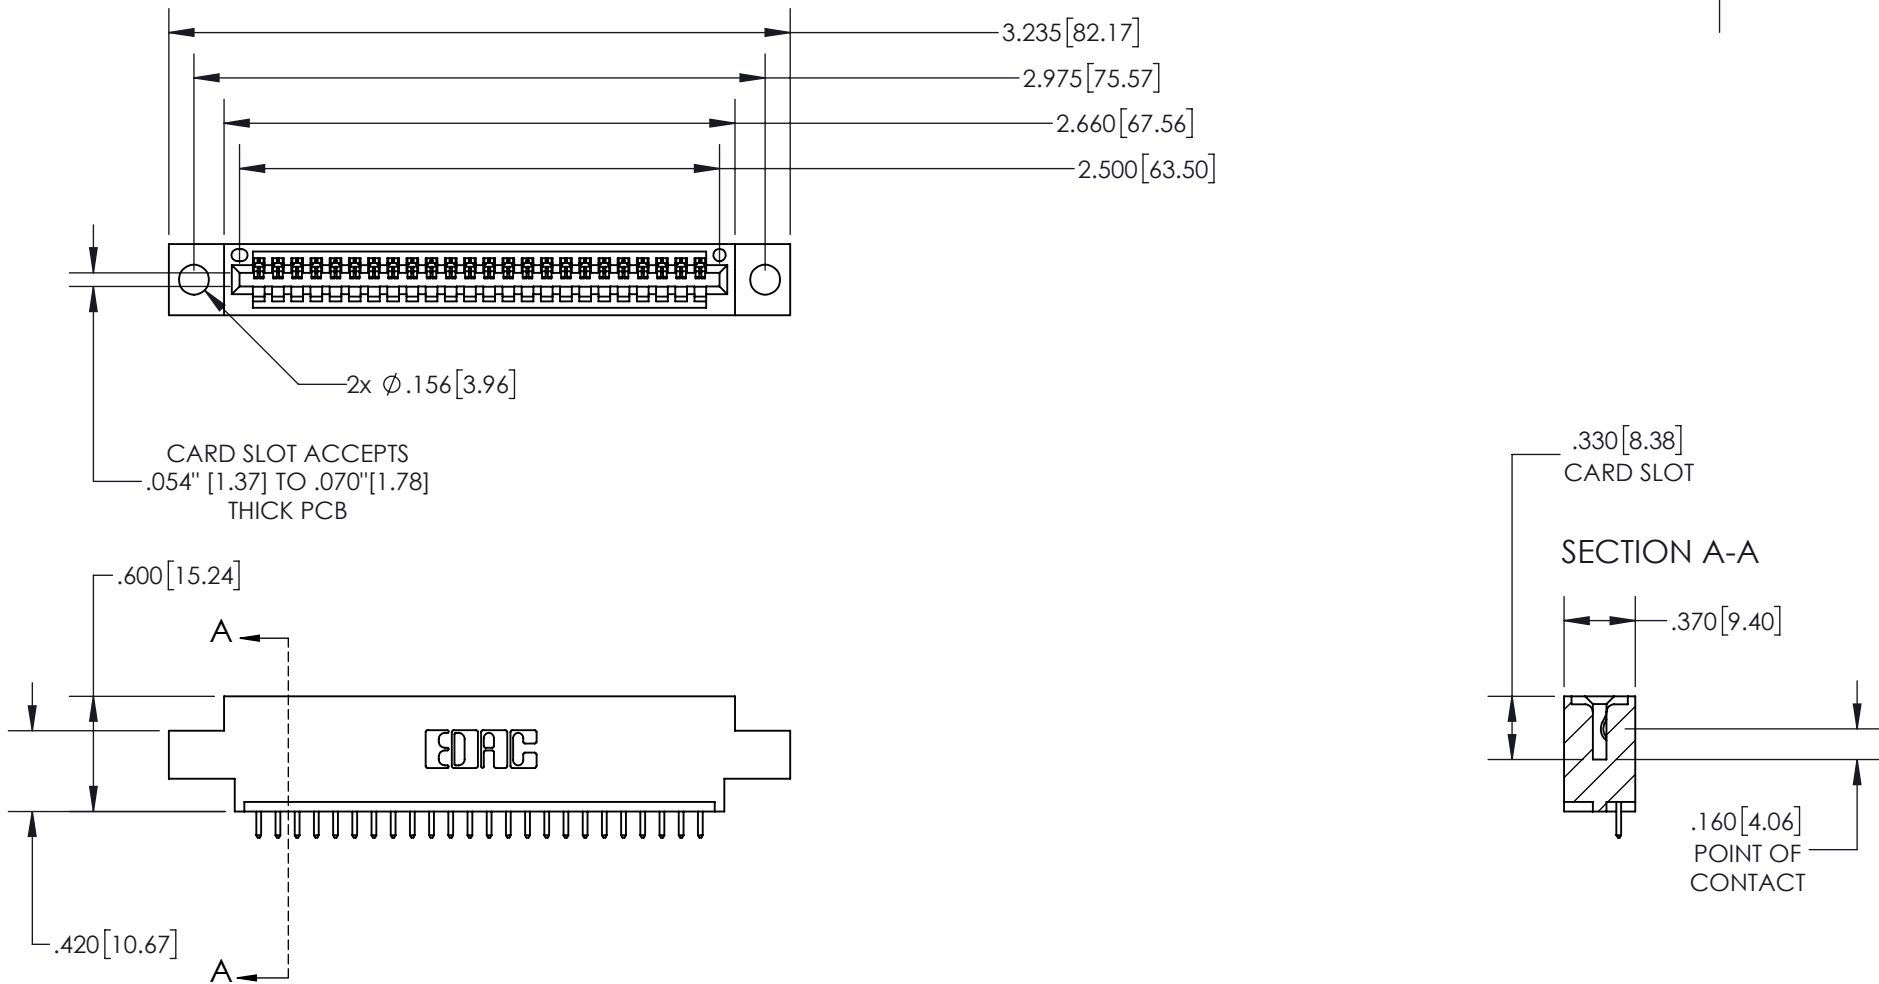 3.235[82.17]
2.975[75.57]
2.660[67.56]
2.500[63.50]
2x ∅.156[3.96]
CARD SLOT ACCEPTS
.054" [1.37] TO .070"[1.78]
THICK PCB
.330[8.38]
CARD SLOT
SECTION A-A
.600[15.24]
.370[9.40]
A
EDAC
.160[4.06]
POINT OF
CONTACT
.420[10.67]
A